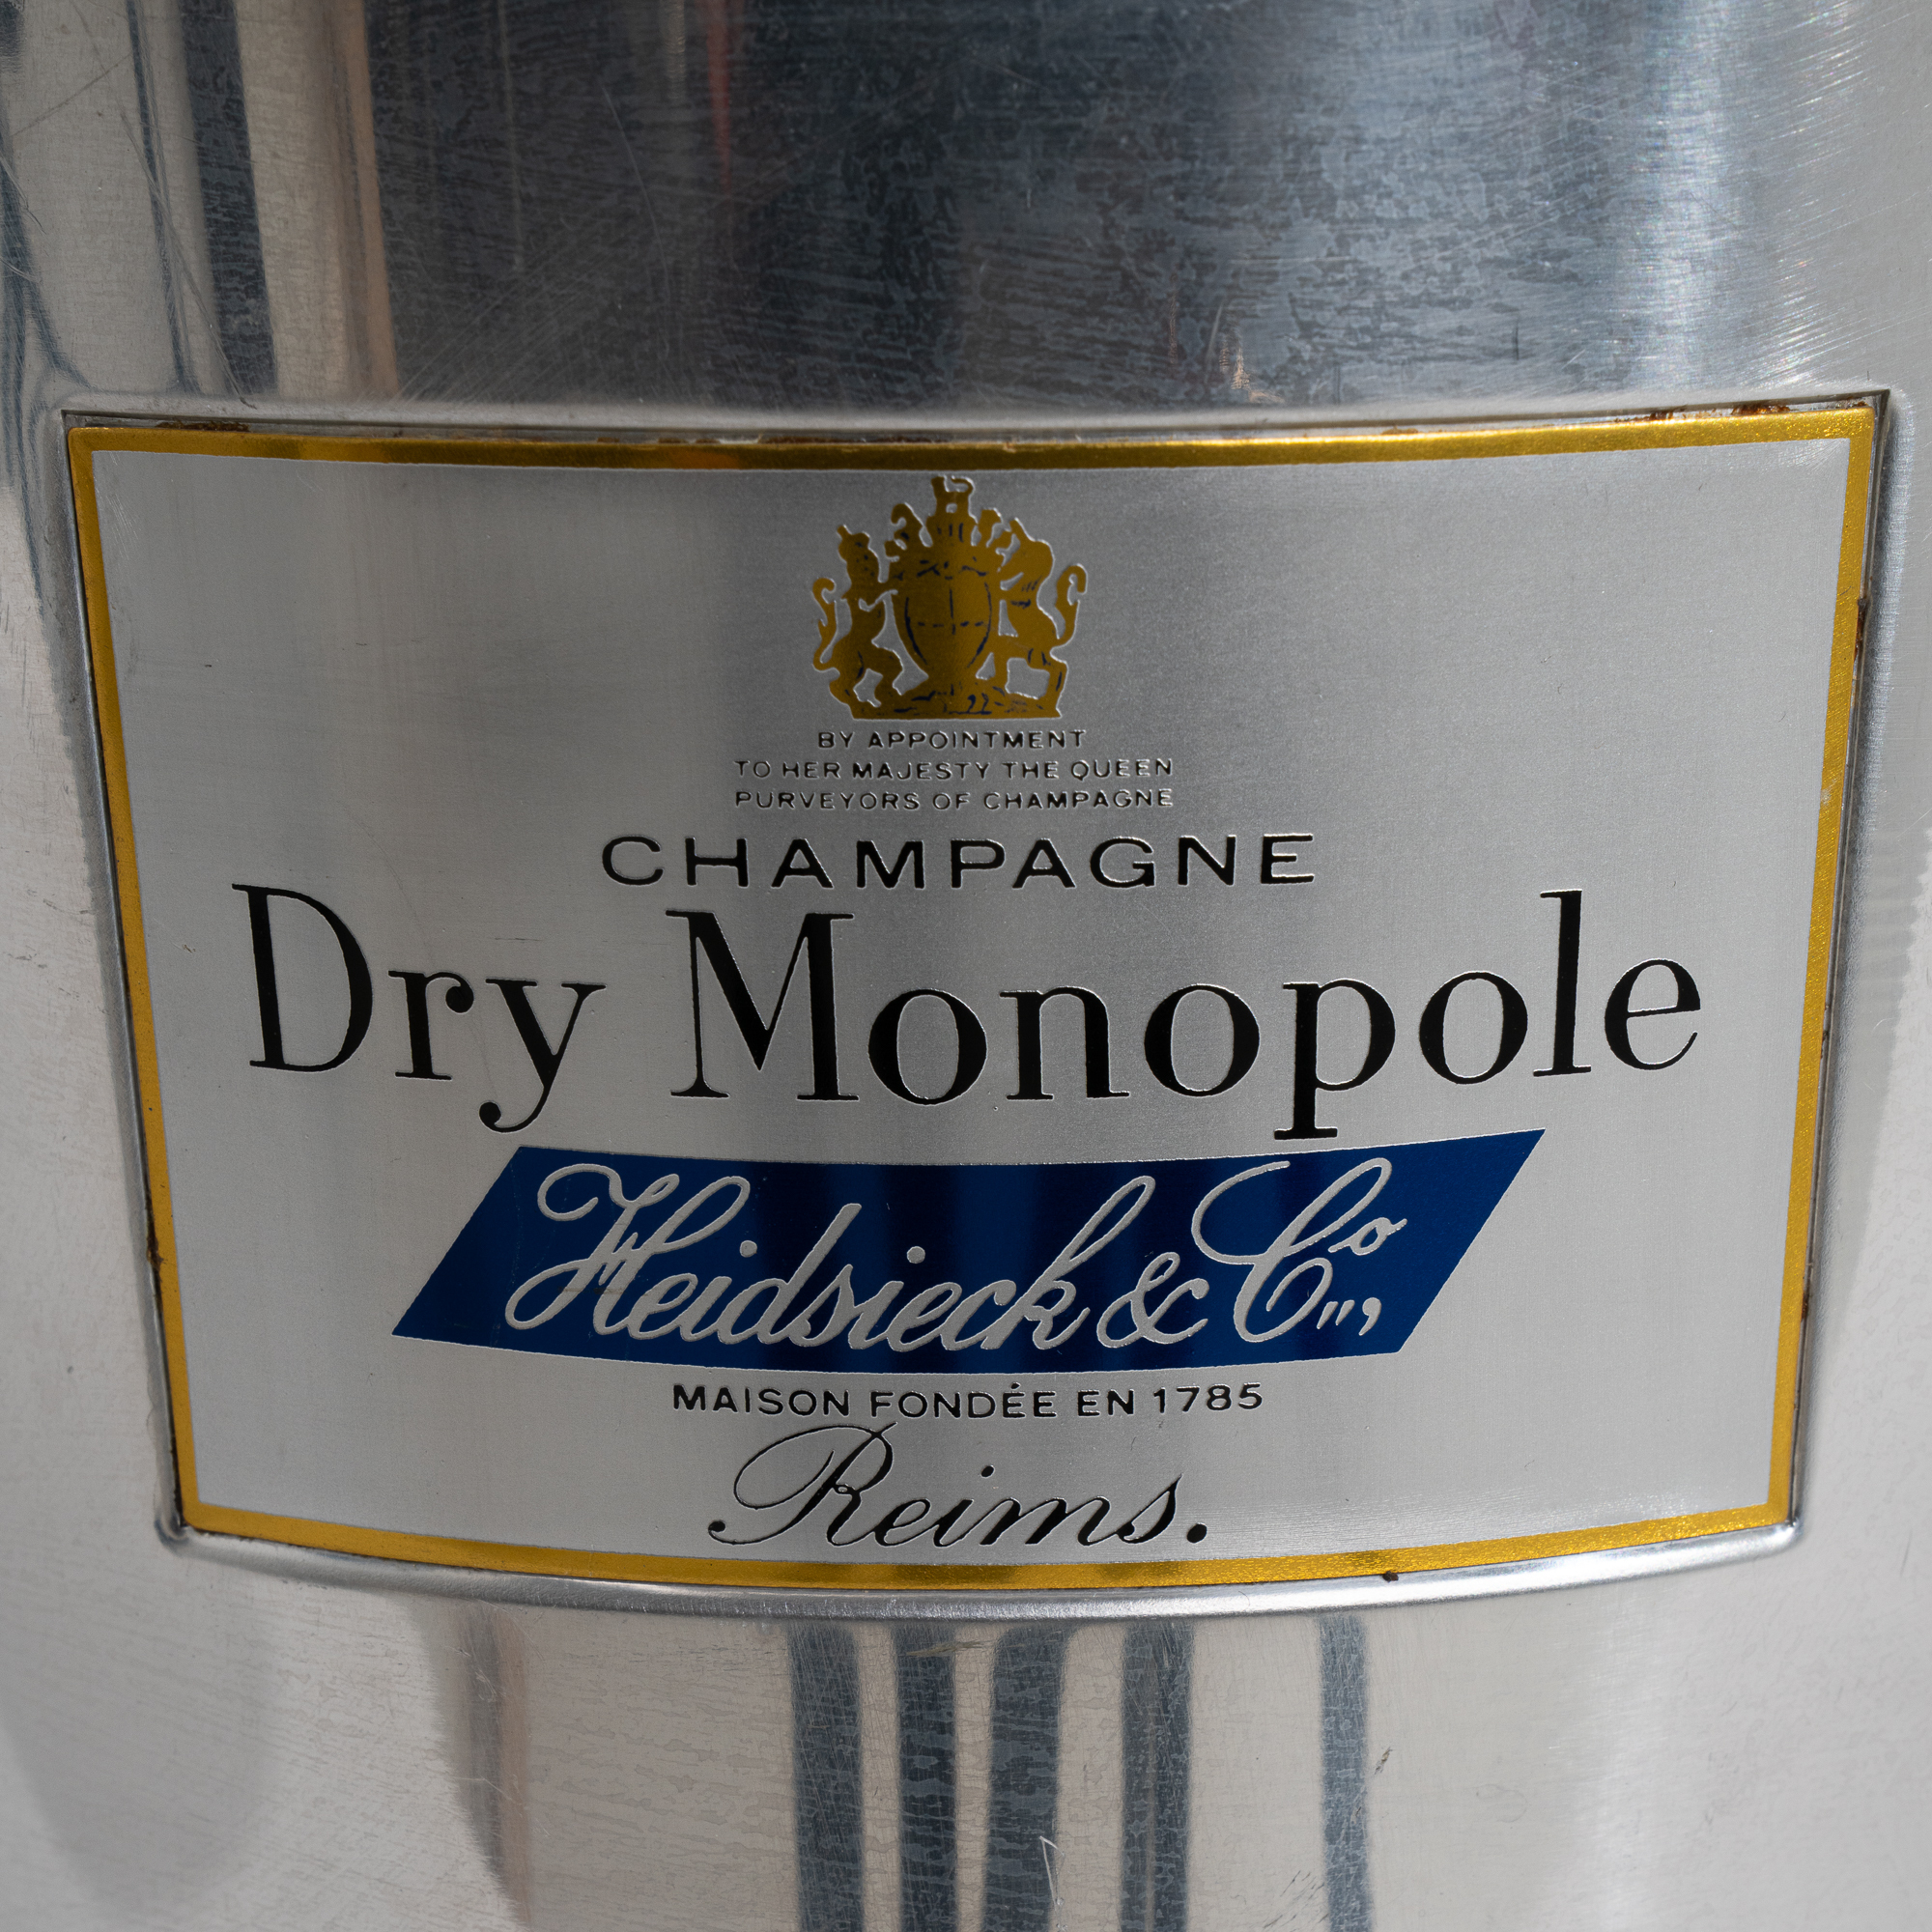 BY APPOINTMENT
TO HER MAJESTY THE QUEEN
PURVEYORS OF CHAMPAGNE
CHAMPAGNE
Dry Monopole
Heidsieck & Co,,,
MAISON FONDÉE EN 1785
Reims.